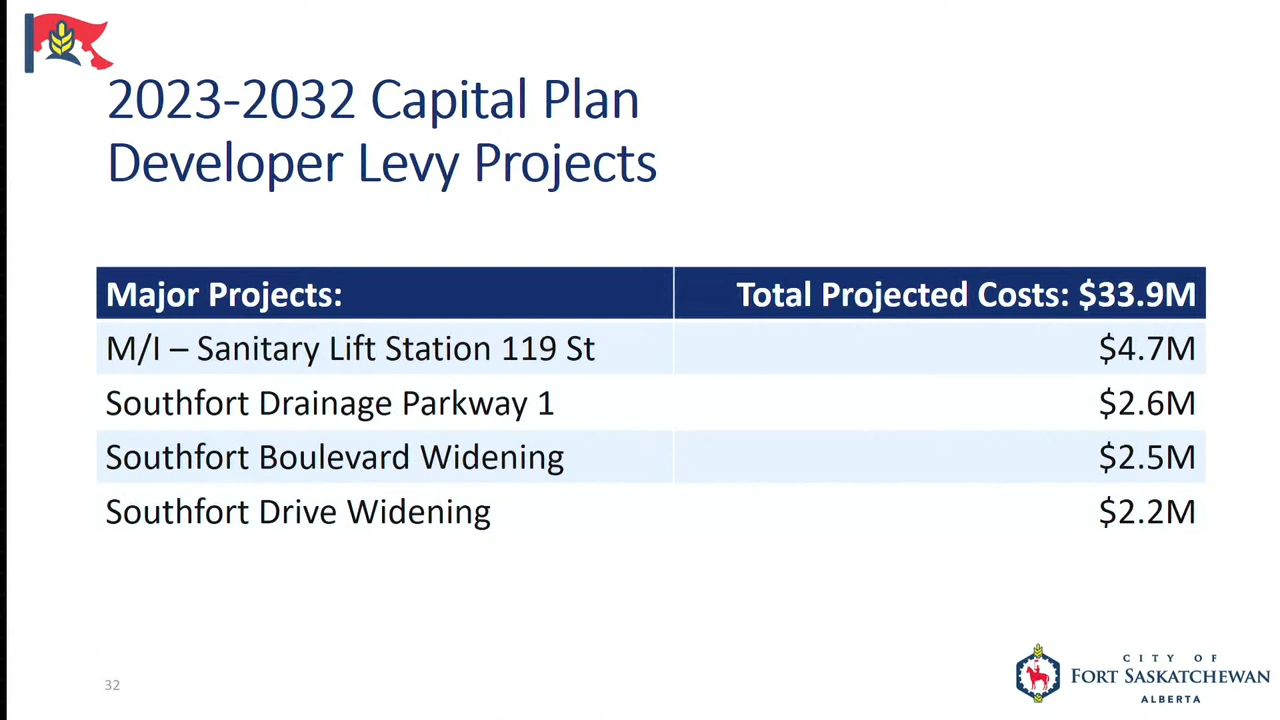 2023-2032 Capital Plan
Developer Levy Projects
Major Projects: Total Projected Costs: $33.9M
M/I – Sanitary Lift Station 119 St $4.7M
Southfort Drainage Parkway 1 $2.6M
Southfort Boulevard Widening $2.5M
Southfort Drive Widening $2.2M
32
CITY OF
FORT SASKATCHEWAN
ALBERTA